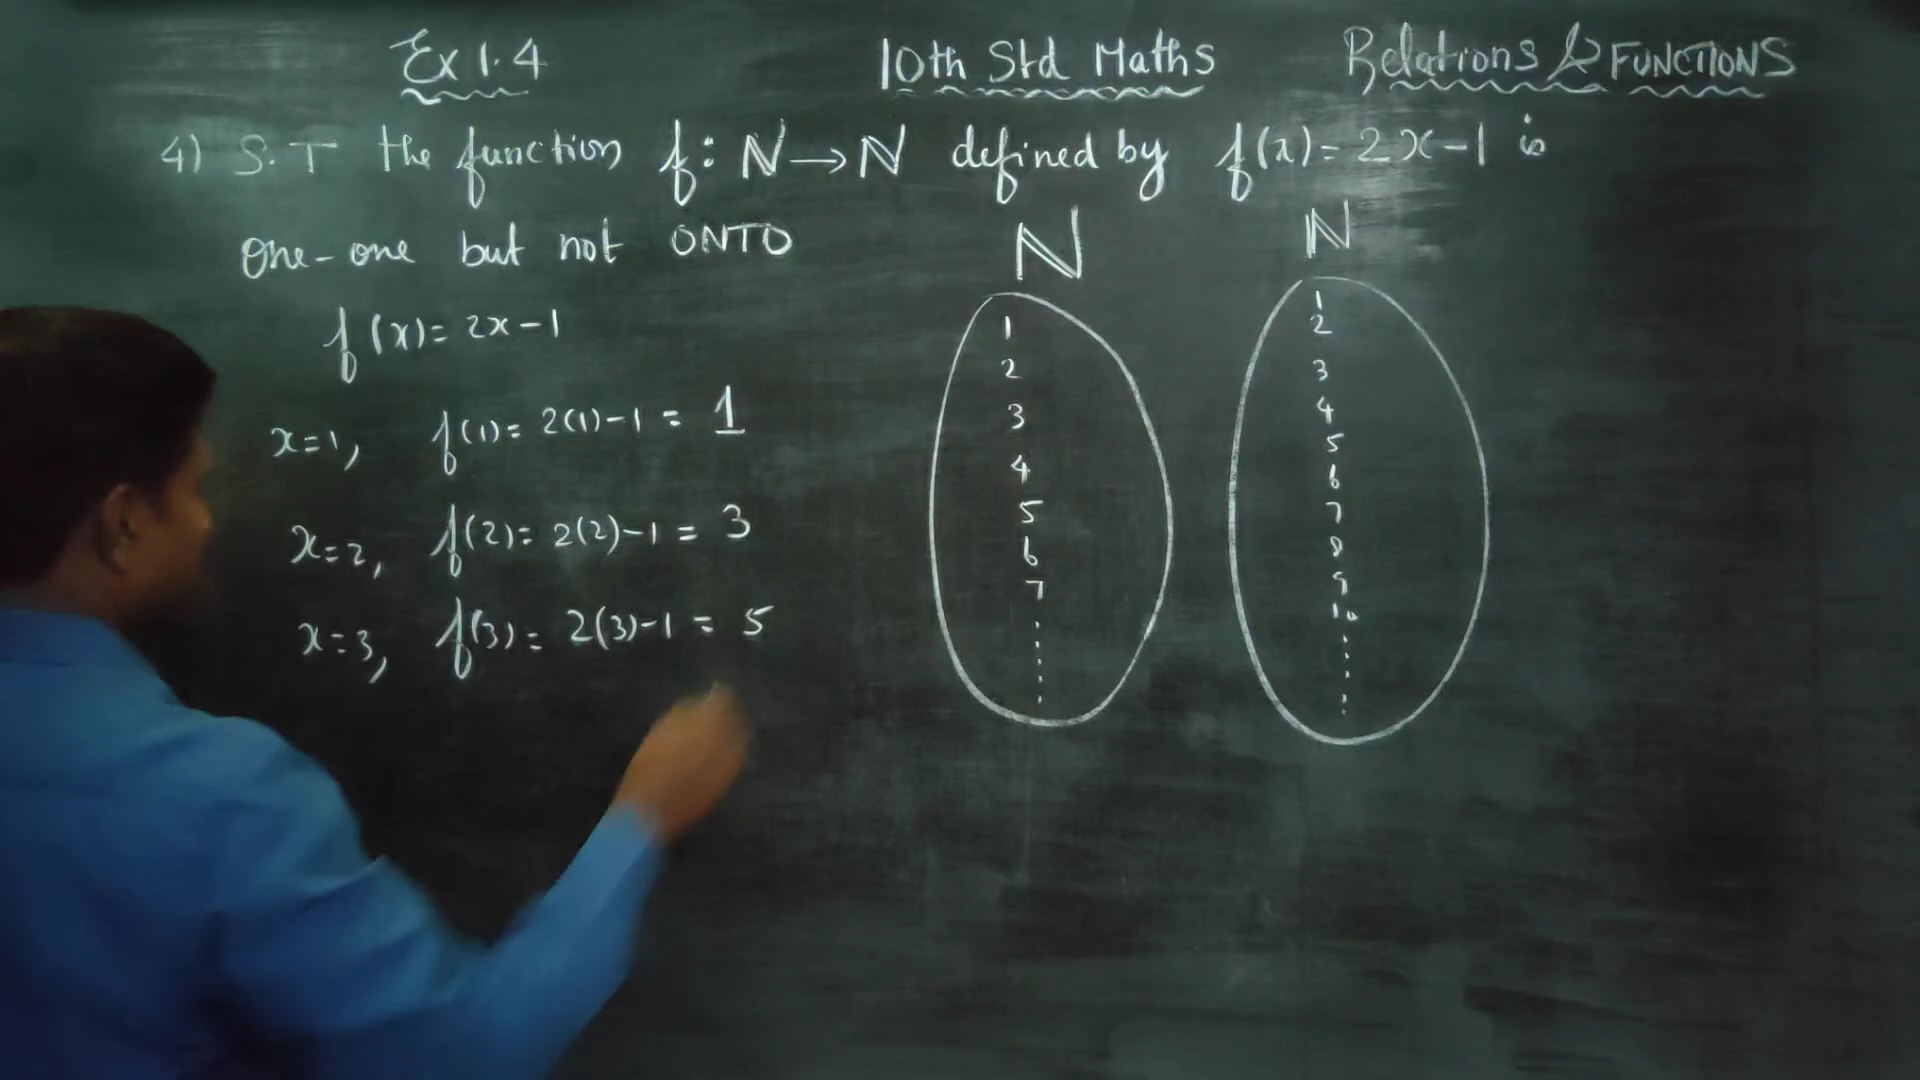 Ex 1.4
10th Std Maths
Relations & FUNCTIONS
4) S.T the function f: ℕ→ℕ defined by f(x)=2x-1 is
one-one but not ONTO
f(x)=2x-1
x=1, f(1)= 2(1)-1 = 1
x=2, f(2)= 2(2)-1 = 3
x=3, f(3)= 2(3)-1 = 5
ℕ
1
2
3
4
5
6
7
ℕ
1
2
3
4
5
6
7
8
9
10